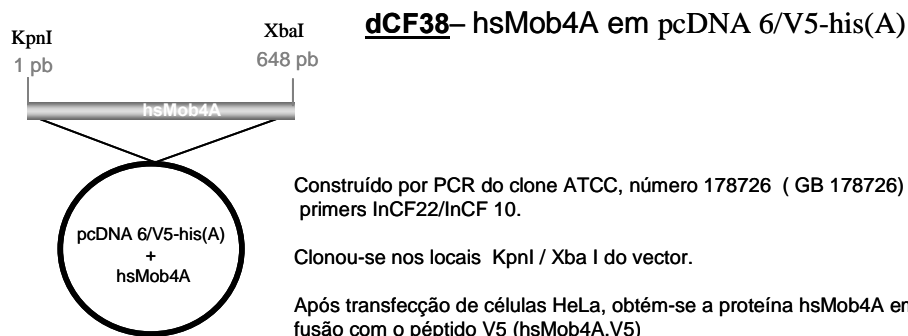 dCF38– hsMob4A em pcDNA 6/V5-his(A)
KpnI
XbaI
1 pb
648 pb
hsMob4A
pcDNA 6/V5-his(A)
+
hsMob4A
Construído por PCR do clone ATCC, número 178726 ( GB 178726)
primers InCF22/InCF 10.
Clonou-se nos locais KpnI / Xba I do vector.
Após transfecção de células HeLa, obtém-se a proteína hsMob4A em
fusão com o péptido V5 (hsMob4A.V5)